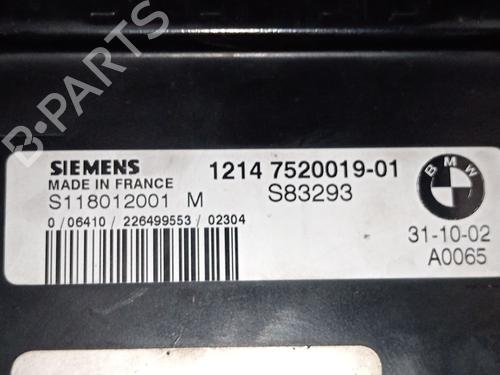 B-PARTS
SIEMENS
MADE IN FRANCE
S118012001 M
0 / 06410 / 226499553 / 02304
1214 7520019-01
S83293
BMW
31-10-02
A0065